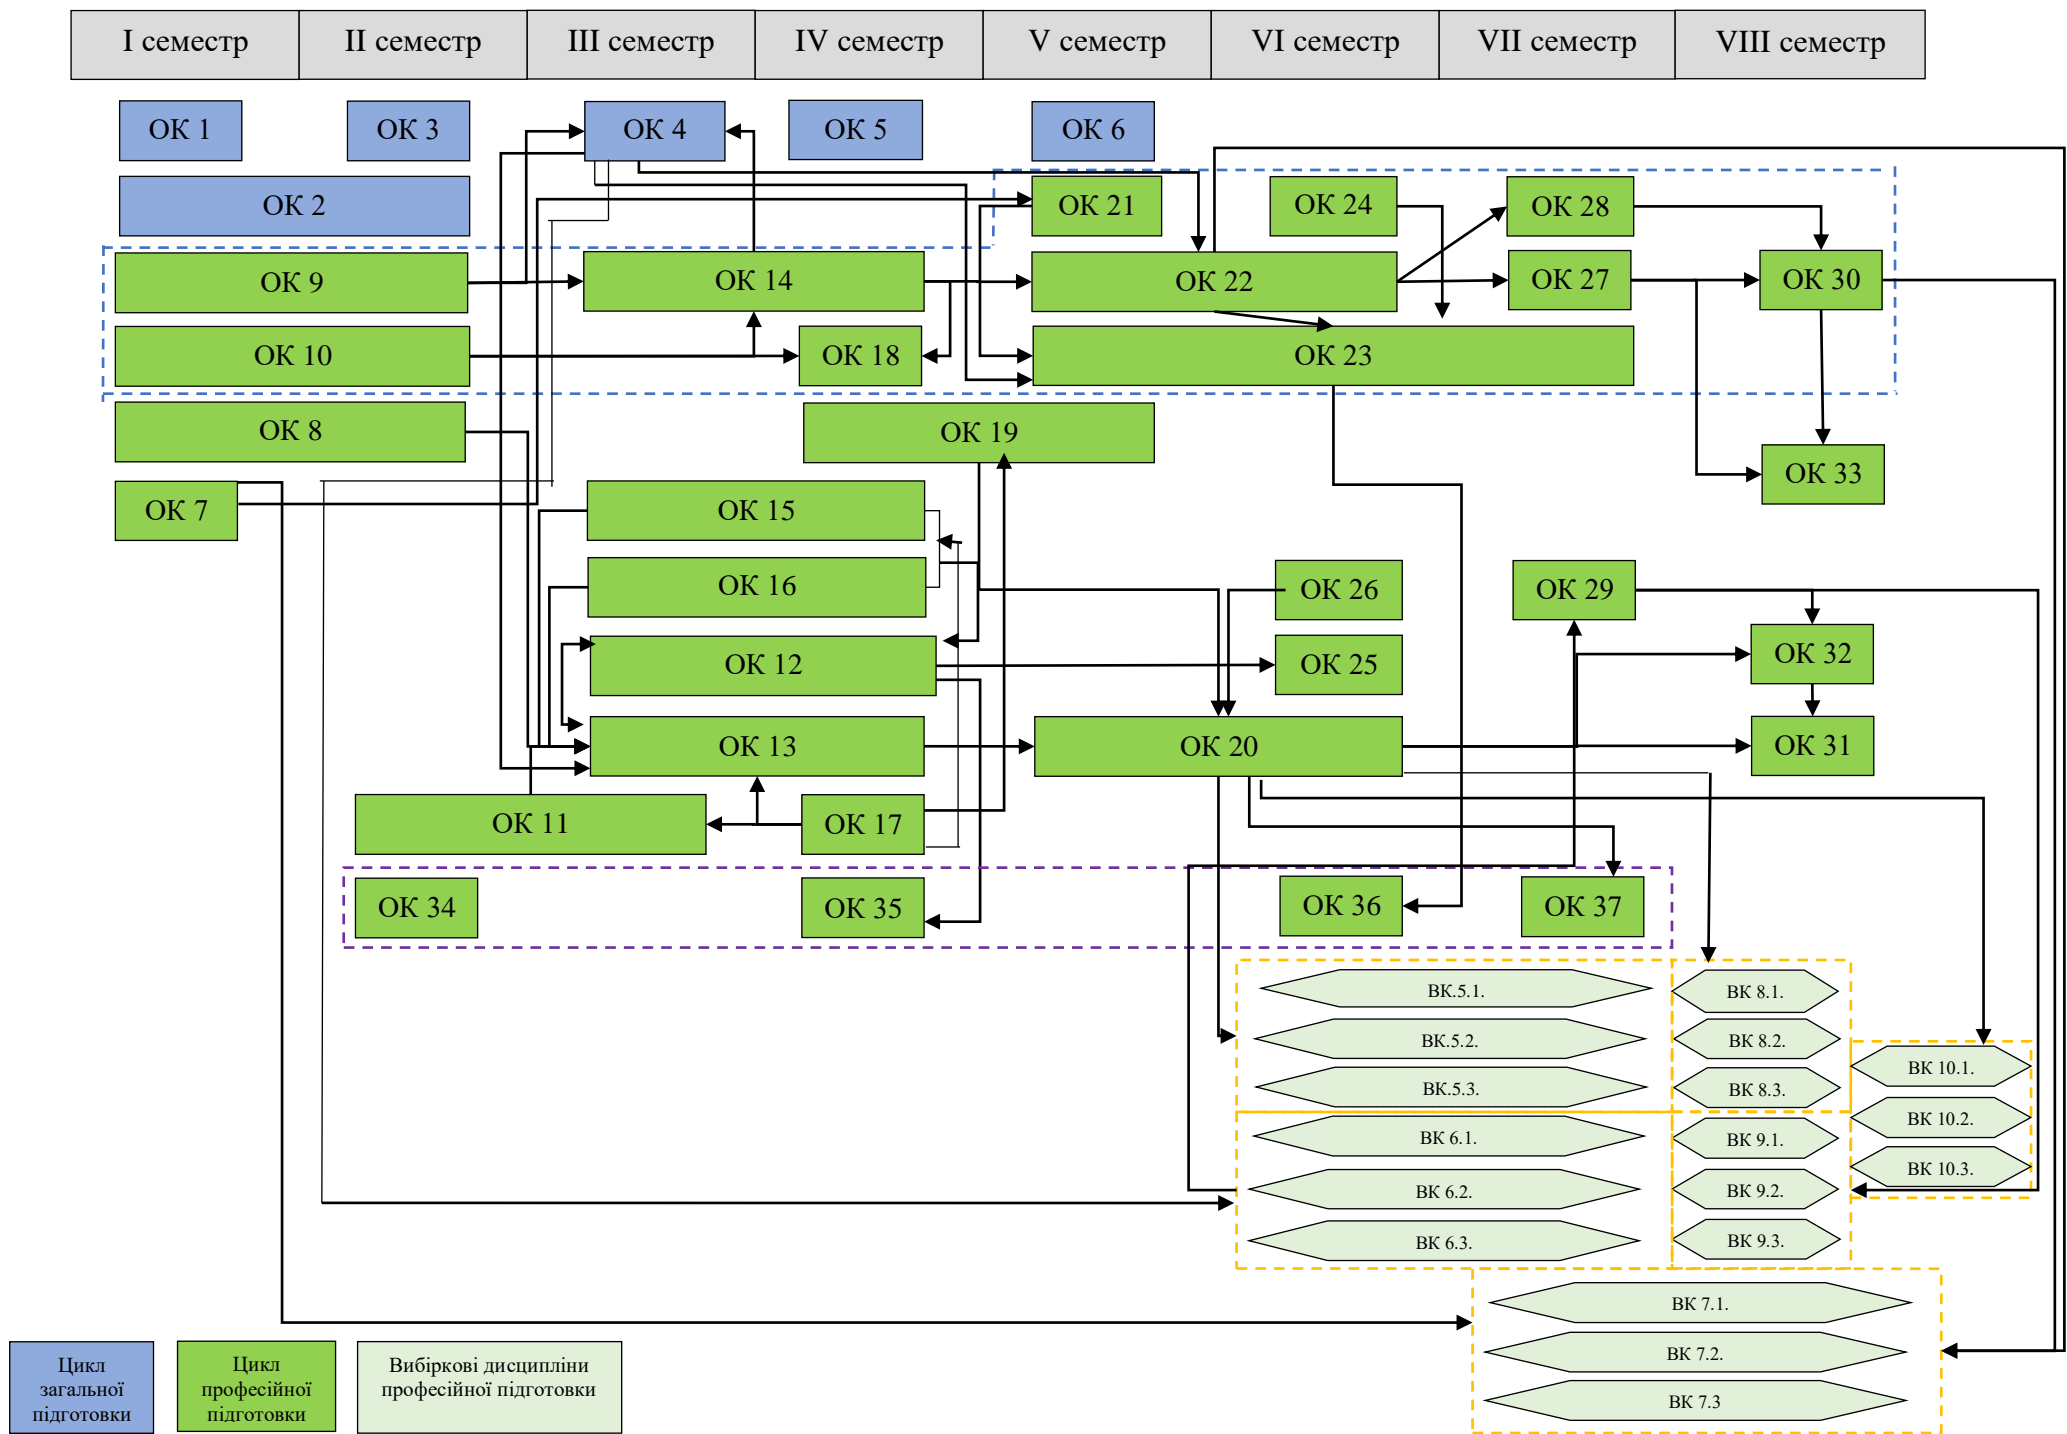 I семестр
II семестр
III семестр
IV семестр
V семестр
VI семестр
VII семестр
VIII семестр
ОК 1
ОК 3
ОК 4
ОК 5
ОК 6
ОК 2
ОК 21
ОК 24
ОК 28
ОК 9
ОК 14
ОК 22
ОК 27
ОК 30
ОК 10
ОК 18
ОК 23
ОК 8
ОК 19
ОК 33
ОК 7
ОК 15
ОК 16
ОК 26
ОК 29
ОК 12
ОК 25
ОК 32
ОК 13
ОК 20
ОК 31
ОК 11
ОК 17
ОК 34
ОК 35
ОК 36
ОК 37
ВК.5.1.
ВК 8.1.
ВК.5.2.
ВК 8.2.
ВК 10.1.
ВК.5.3.
ВК 8.3.
ВК 10.2.
ВК 6.1.
ВК 9.1.
ВК 10.3.
ВК 6.2.
ВК 9.2.
ВК 6.3.
ВК 9.3.
ВК 7.1.
ВК 7.2.
ВК 7.3
Цикл
загальної
підготовки
Цикл
професійної
підготовки
Вибіркові дисципліни
професійної підготовки